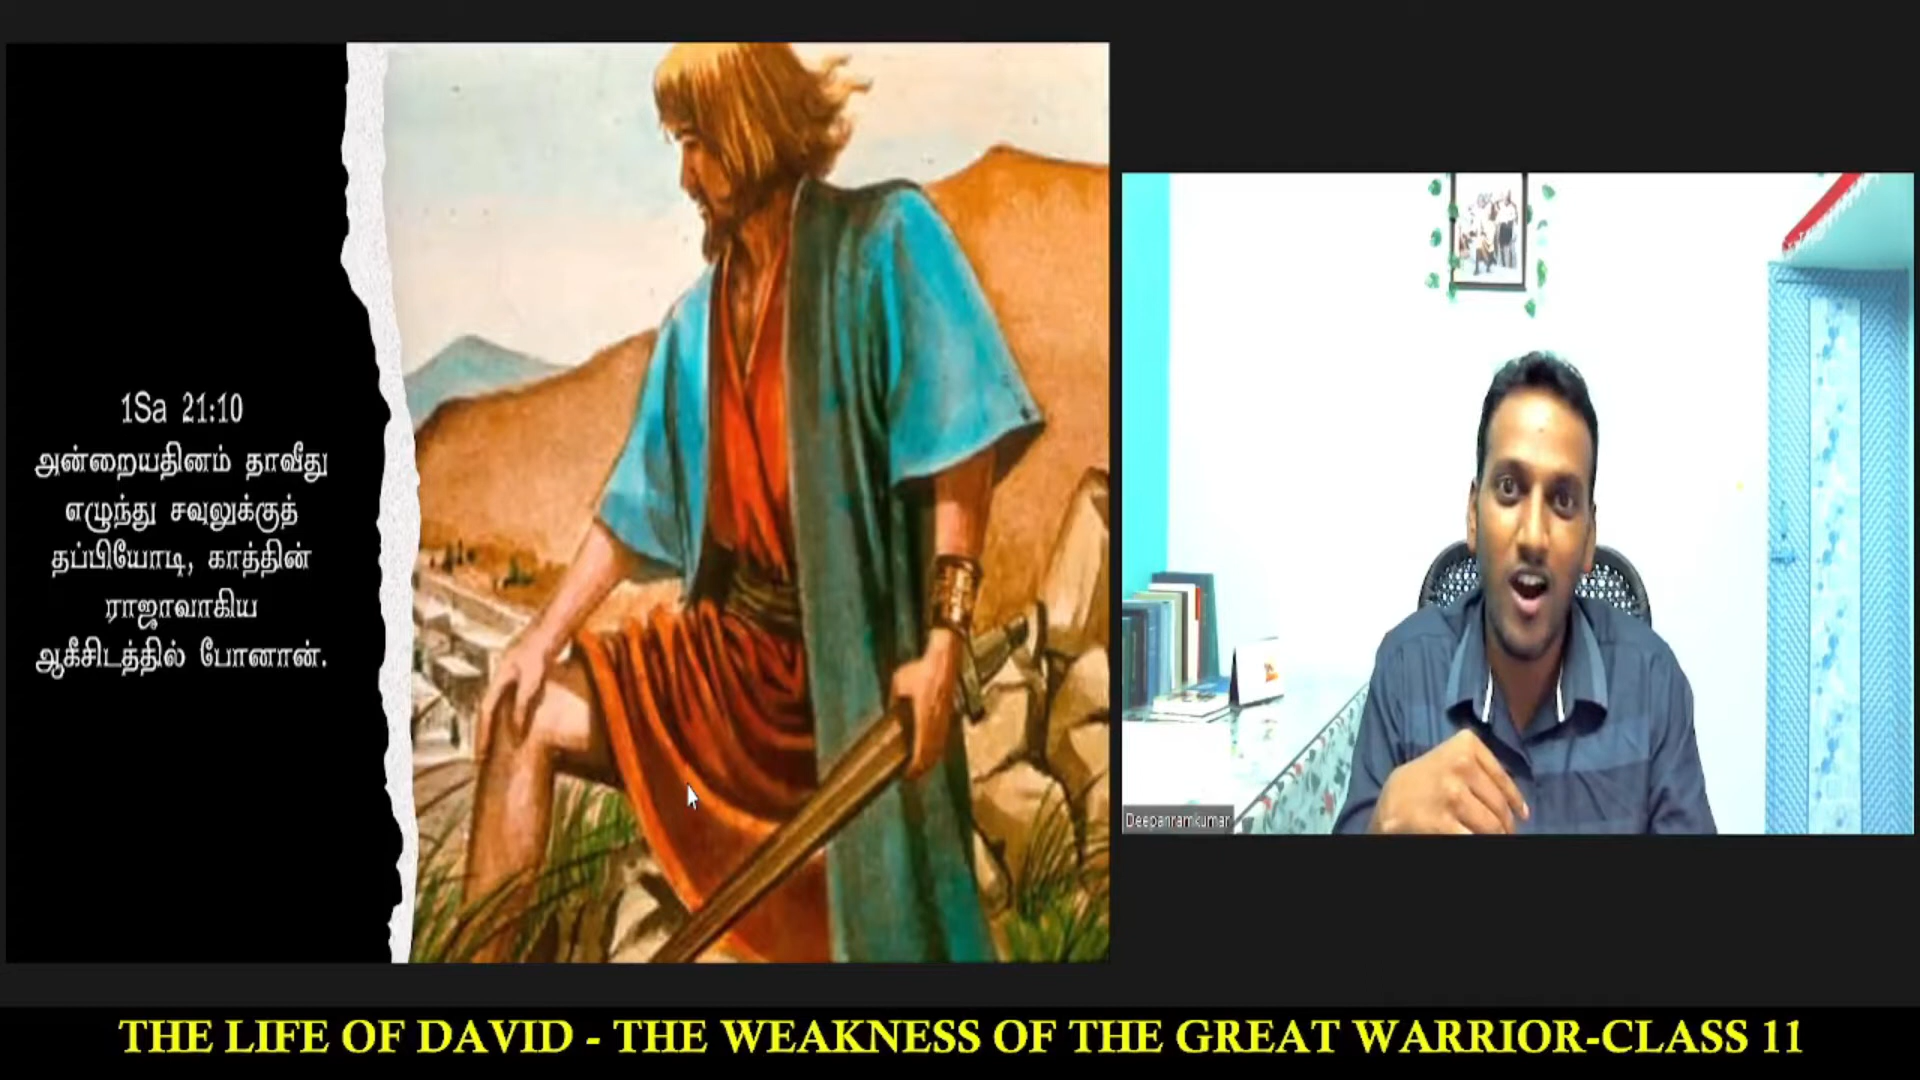 1Sa 21:10
அன்றையதினம் தாவீது
எழுந்து சவுலுக்குத்
தப்பியோடி, காத்தின்
ராஜாவாகிய
ஆகீசிடத்தில் போனான்.
Deepanramkumar
THE LIFE OF DAVID - THE WEAKNESS OF THE GREAT WARRIOR-CLASS 11